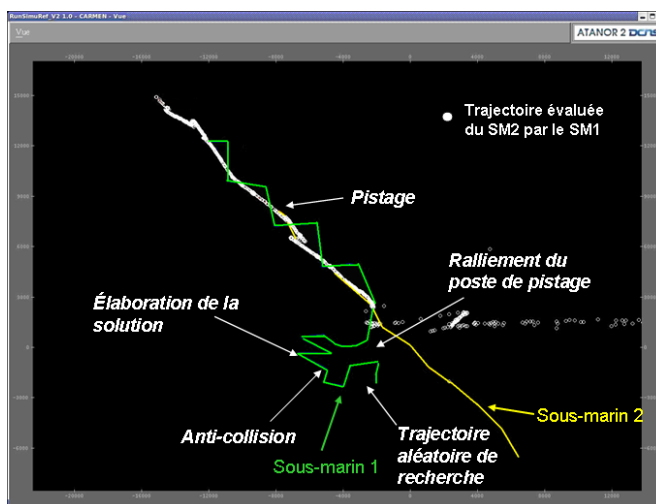 RunSimuRef_V2 1.0 - CARMEN - Vue
Vue
ATANOR 2 DCNS
Trajectoire évaluée
du SM2 par le SM1
Pistage
Ralliement du
poste de pistage
Élaboration de la
solution
Anti-collision
Sous-marin 1
Trajectoire
aléatoire de
recherche
Sous-marin 2